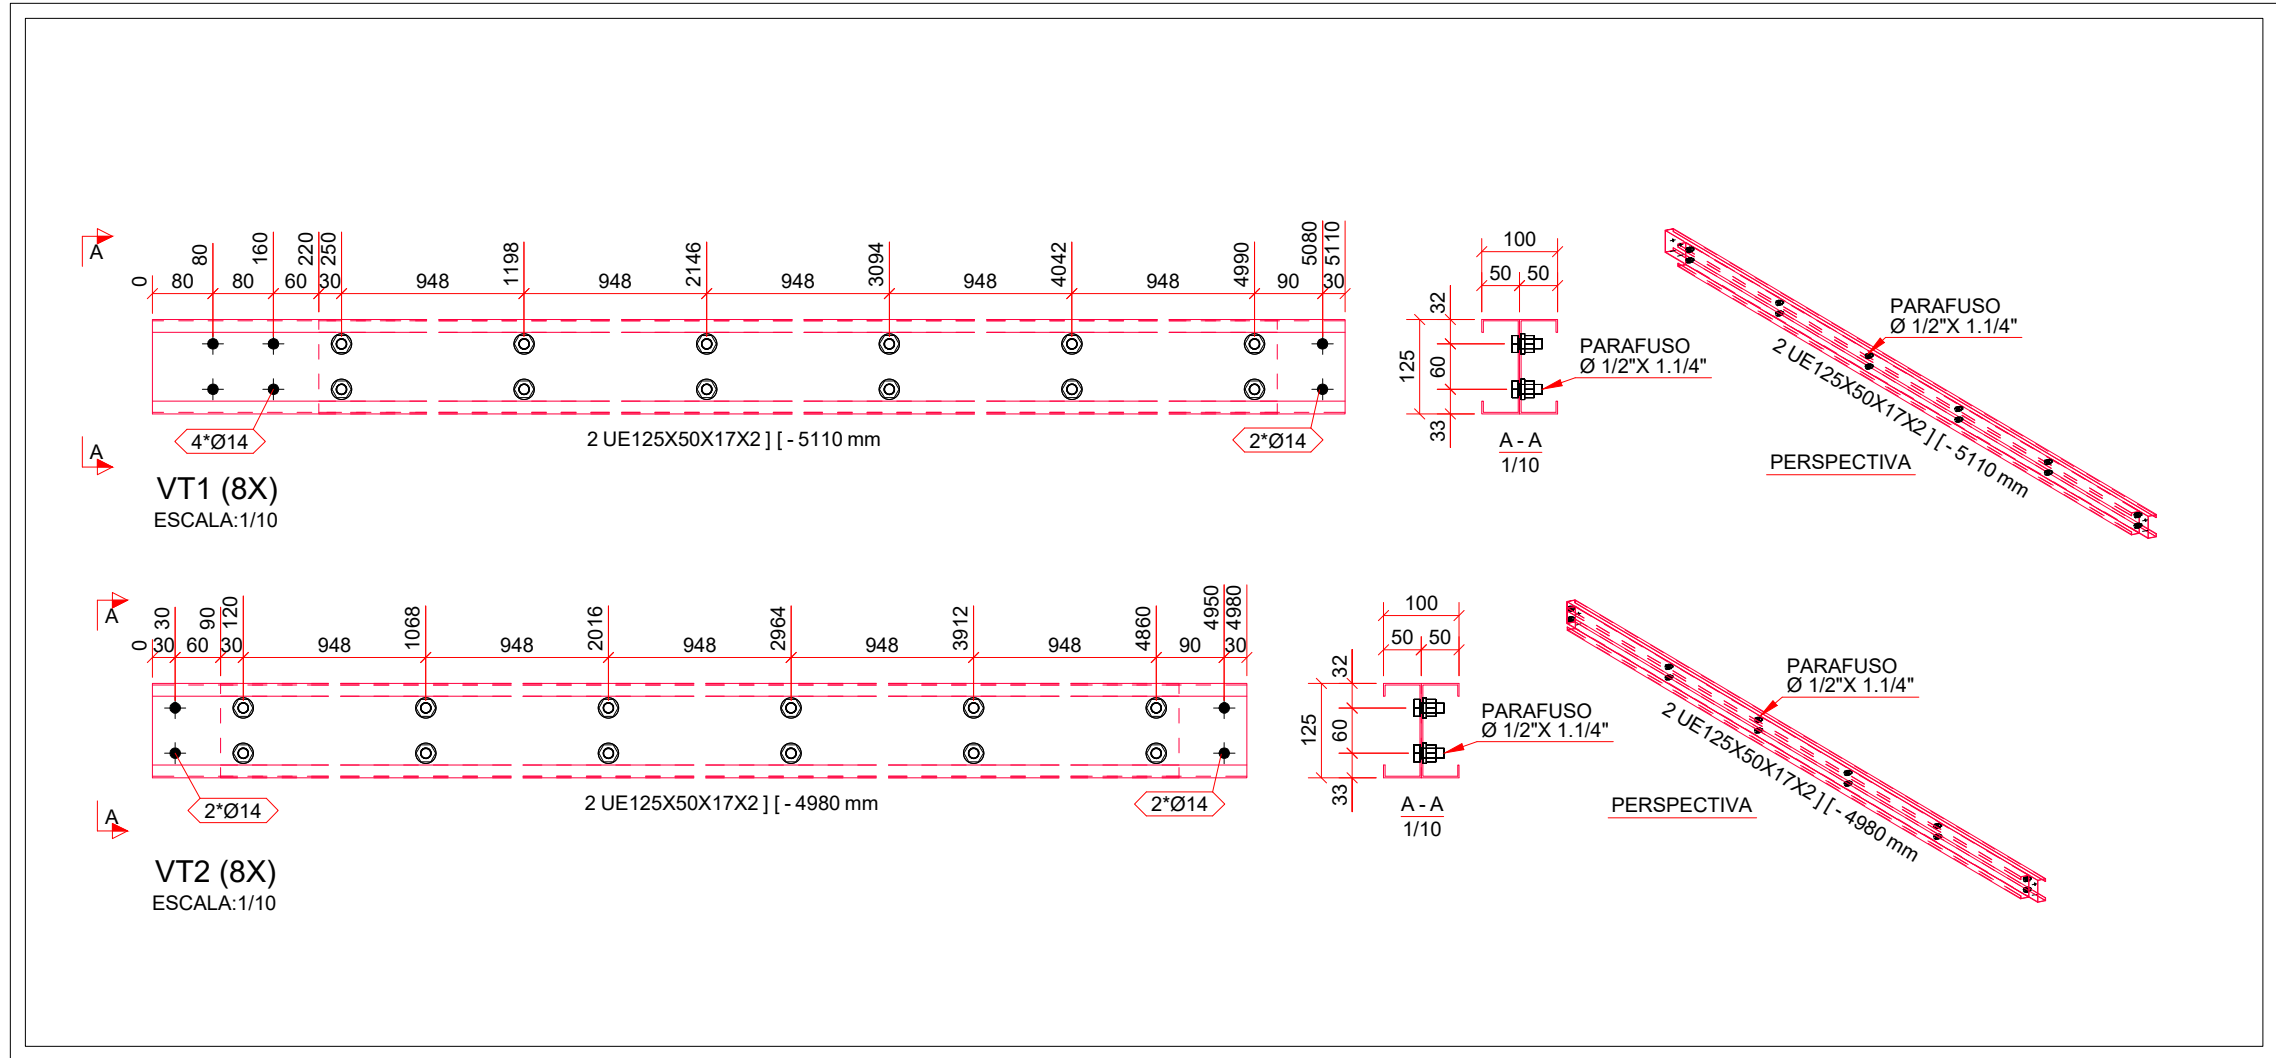 A
0
80
160
220
250
1198
2146
3094
4042
4990
5080
5110
80
80
60
30
948
948
948
948
948
90
30
4*Ø14
2 UE125X50X17X2 ] [ - 5110 mm
2*Ø14
A
VT1 (8X)
ESCALA:1/10
100
50
50
32
125
60
33
PARAFUSO
Ø 1/2"X 1.1/4"
A - A
1/10
PARAFUSO
Ø 1/2"X 1.1/4"
2 UE125X50X17X2 ] [ - 5110 mm
PERSPECTIVA
A
0
30
90
120
1068
2016
2964
3912
4860
4950
4980
30
60
30
948
948
948
948
948
90
30
2*Ø14
2 UE125X50X17X2 ] [ - 4980 mm
2*Ø14
A
VT2 (8X)
ESCALA:1/10
100
50
50
32
125
60
33
PARAFUSO
Ø 1/2"X 1.1/4"
A - A
1/10
PARAFUSO
Ø 1/2"X 1.1/4"
2 UE125X50X17X2 ] [ - 4980 mm
PERSPECTIVA